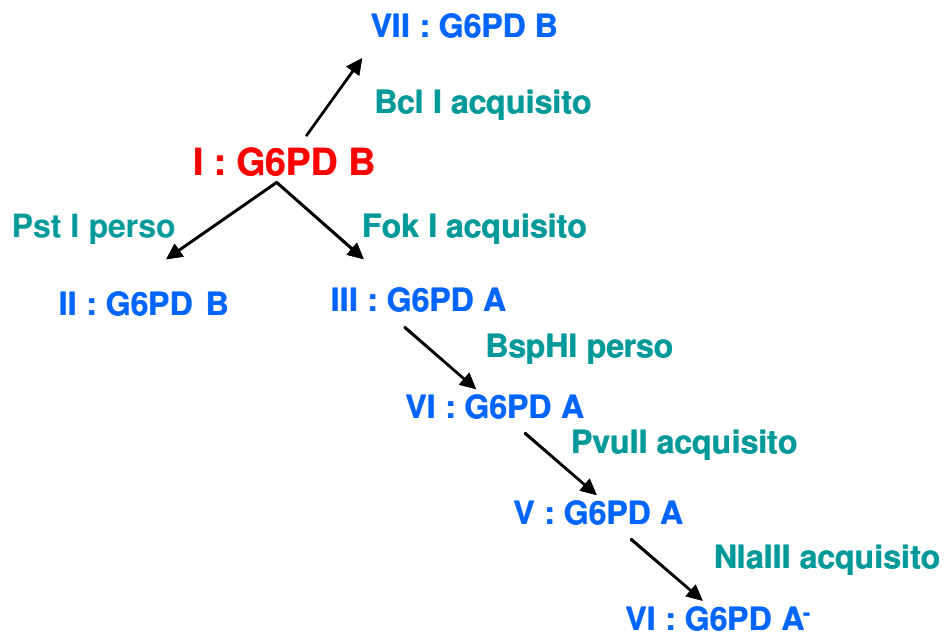 VII : G6PD B
Bcl I acquisito
I : G6PD B
Pst I perso
Fok I acquisito
II : G6PD B
III : G6PD A
BspHI perso
VI : G6PD A
PvuII acquisito
V : G6PD A
NlaIII acquisito
VI : G6PD A⁻